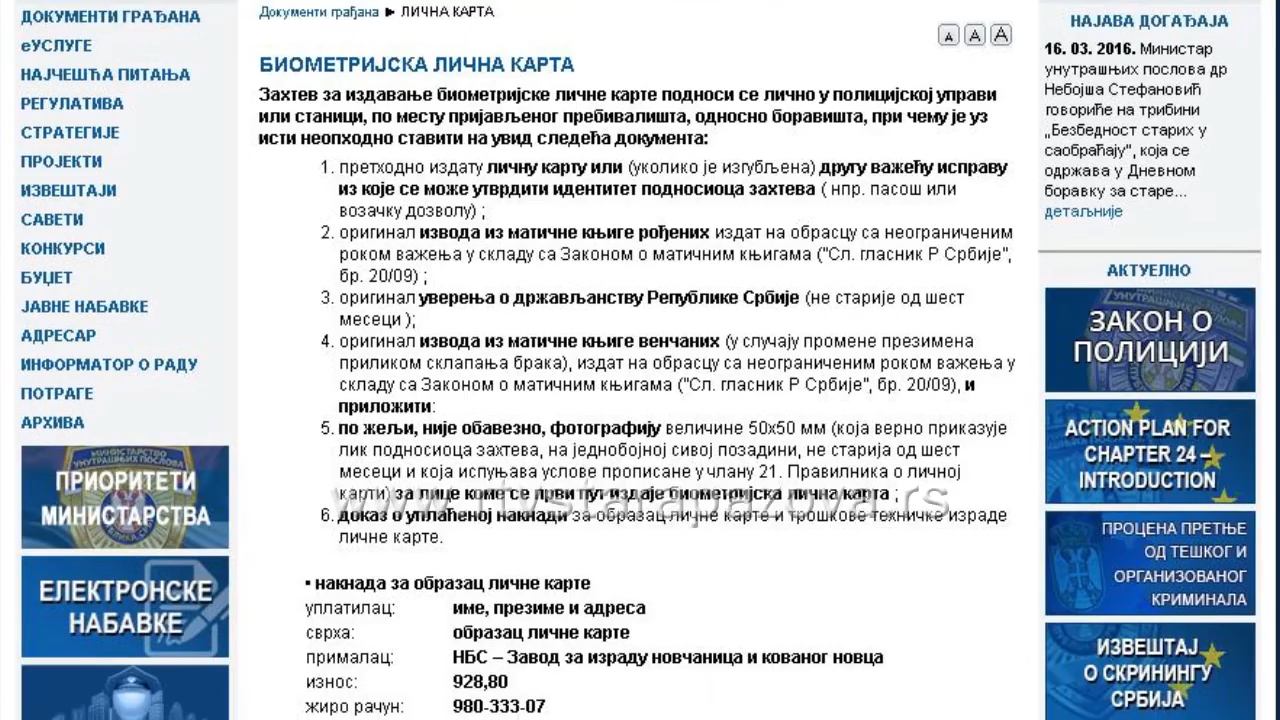 ДОКУМЕНТИ ГРАЂАНА
еУСЛУГЕ
НАЈЧЕШЋА ПИТАЊА
РЕГУЛАТИВА
СТРАТЕГИЈЕ
ПРОЈЕКТИ
ИЗВЕШТАЈИ
САВЕТИ
КОНКУРСИ
БУЏЕТ
ЈАВНЕ НАБАВКЕ
АДРЕСАР
ИНФОРМАТОР О РАДУ
ПОТРАГЕ
АРХИВА
МИНИСТАРСТВО
УНУТРАШЊИХ ПОСЛОВА
ПРИОРИТЕТИ
МИНИСТАРСТВА
ЕЛЕКТРОНСКЕ
НАБАВКЕ
Документи грађана ► ЛИЧНА КАРТА
A A A
БИОМЕТРИЈСКА ЛИЧНА КАРТА
Захтев за издавање биометријске личне карте подноси се лично у полицијској управи
или станици, по месту пријављеног пребивалишта, односно боравишта, при чему је уз
исти неопходно ставити на увид следећа документа:
1. претходно издату личну карту или (уколико је изгубљена) другу важећу исправу
из које се може утврдити идентитет подносиоца захтева ( нпр. пасош или
возачку дозволу) ;
2. оригинал извода из матичне књиге рођених издат на обрасцу са неограниченим
роком важења у складу са Законом о матичним књигама ("Сл. гласник Р Србије",
бр. 20/09) ;
3. оригинал уверења о држављанству Републике Србије (не старије од шест
месеци );
4. оригинал извода из матичне књиге венчаних (у случају промене презимена
приликом склапања брака), издат на обрасцу са неограниченим роком важења у
складу са Законом о матичним књигама ("Сл. гласник Р Србије", бр. 20/09), и
приложити:
5. по жељи, није обавезно, фотографију величине 50x50 мм (која верно приказује
лик подносиоца захтева, на једнобојној сивој позадини, не старија од шест
месеци и која испуњава услове прописане у члану 21. Правилника о личној
карти) за лице коме се први пут издаје биометријска лична карта ;
www.rtvstarapazova.rs
6. доказ о уплаћеној накнади за образац личне карте и трошкове техничке израде
личне карте.
▪ накнада за образац личне карте
уплатилац: име, презиме и адреса
сврха: образац личне карте
прималац: НБС – Завод за израду новчаница и кованог новца
износ: 928,80
жиро рачун: 980-333-07
НАЈАВА ДОГАЂАЈА
16. 03. 2016. Министар
унутрашњих послова др
Небојша Стефановић
говориће на трибини
„Безбедност старих у
саобраћају", која се
одржава у Дневном
боравку за старе...
детаљније
АКТУЕЛНО
ЗАКОН О
ПОЛИЦИЈИ
ACTION PLAN FOR
CHAPTER 24 –
INTRODUCTION
ПРОЦЕНА ПРЕТЊЕ
ОД ТЕШКОГ И
ОРГАНИЗОВАНОГ
КРИМИНАЛА
ИЗВЕШТАЈ
О СКРИНИНГУ
СРБИЈА